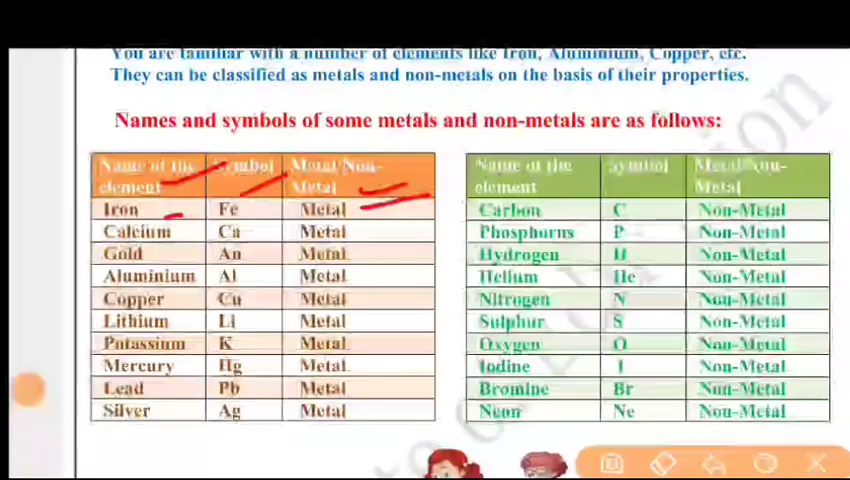 You are familiar with a number of elements like Iron, Aluminium, Copper, etc.
They can be classified as metals and non-metals on the basis of their properties.
Names and symbols of some metals and non-metals are as follows:
Name of the element Symbol Metal/Non-Metal
Iron Fe Metal
Calcium Ca Metal
Gold An Metal
Aluminium Al Metal
Copper Cu Metal
Lithium Li Metal
Potassium K Metal
Mercury Hg Metal
Lead Pb Metal
Silver Ag Metal
Name of the element Symbol Metal/Non-Metal
Carbon C Non-Metal
Phosphurus P Non-Metal
Hydrogen H Non-Metal
Helium He Non-Metal
Nitrogen N Non-Metal
Sulphur S Non-Metal
Oxygen O Non-Metal
Iodine I Non-Metal
Bromine Br Non-Metal
Neon Ne Non-Metal